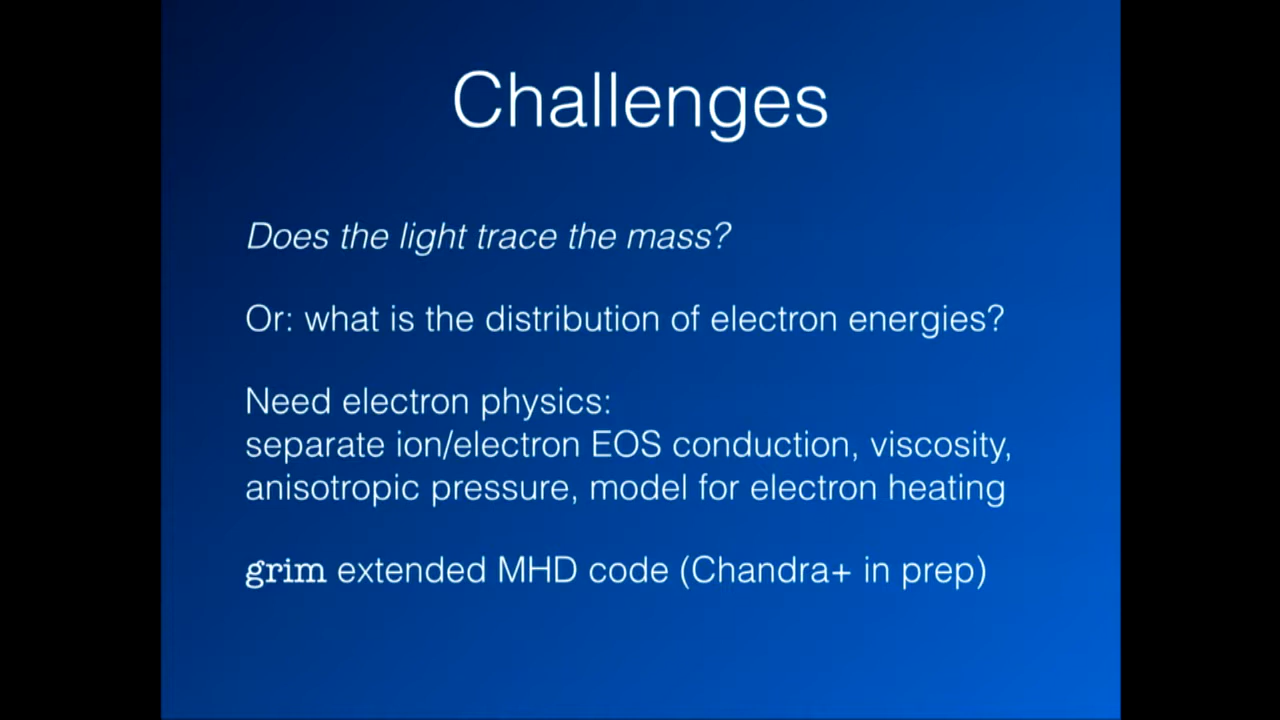 Challenges
Does the light trace the mass?
Or: what is the distribution of electron energies?
Need electron physics:
separate ion/electron EOS conduction, viscosity,
anisotropic pressure, model for electron heating
grim extended MHD code (Chandra+ in prep)